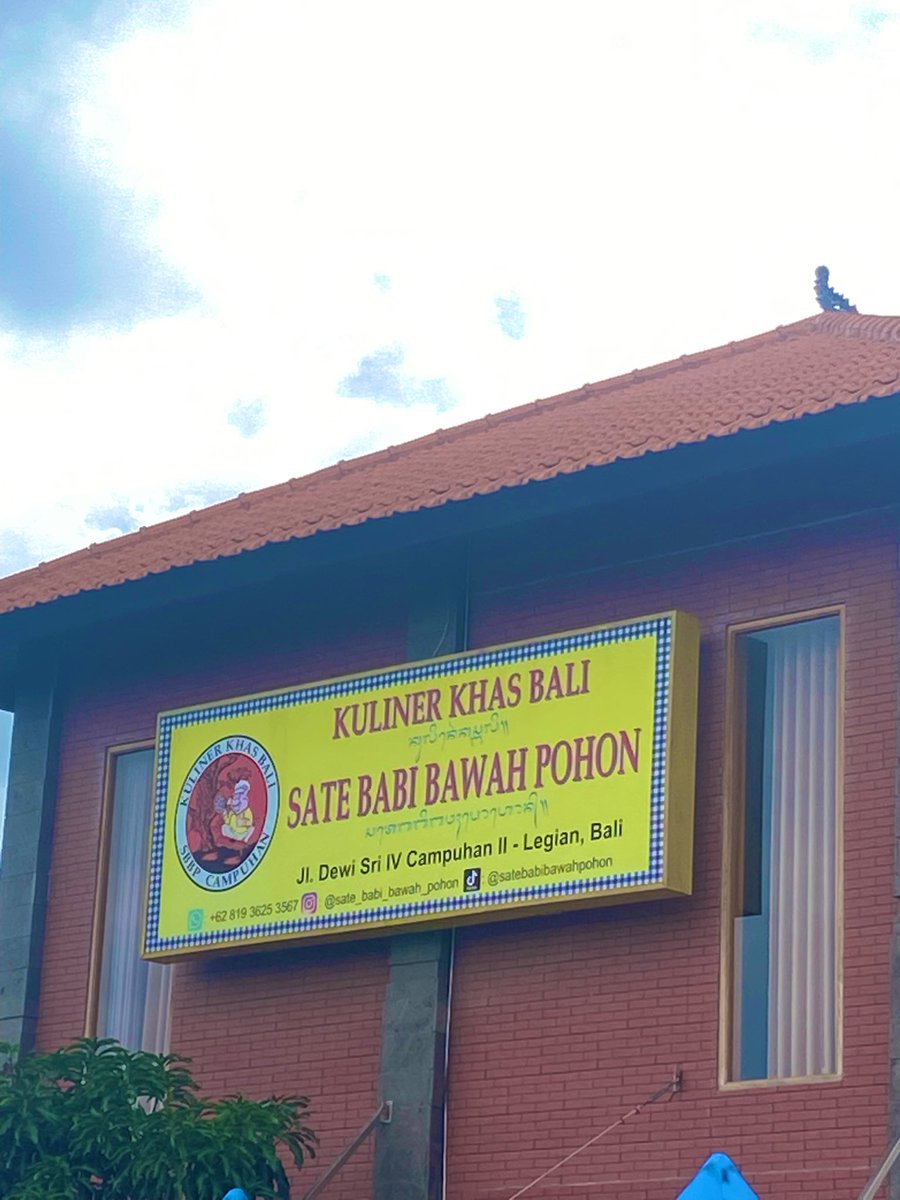 KULINER KHAS BALI
SATE BABI BAWAH POHON
Jl. Dewi Sri IV Campuhan II - Legian, Bali
+62 819 3625 3567 @sate_babi_bawah_pohon @satebabibawahpohon
KULINER KHAS BALI
SBBP CAMPUHAN